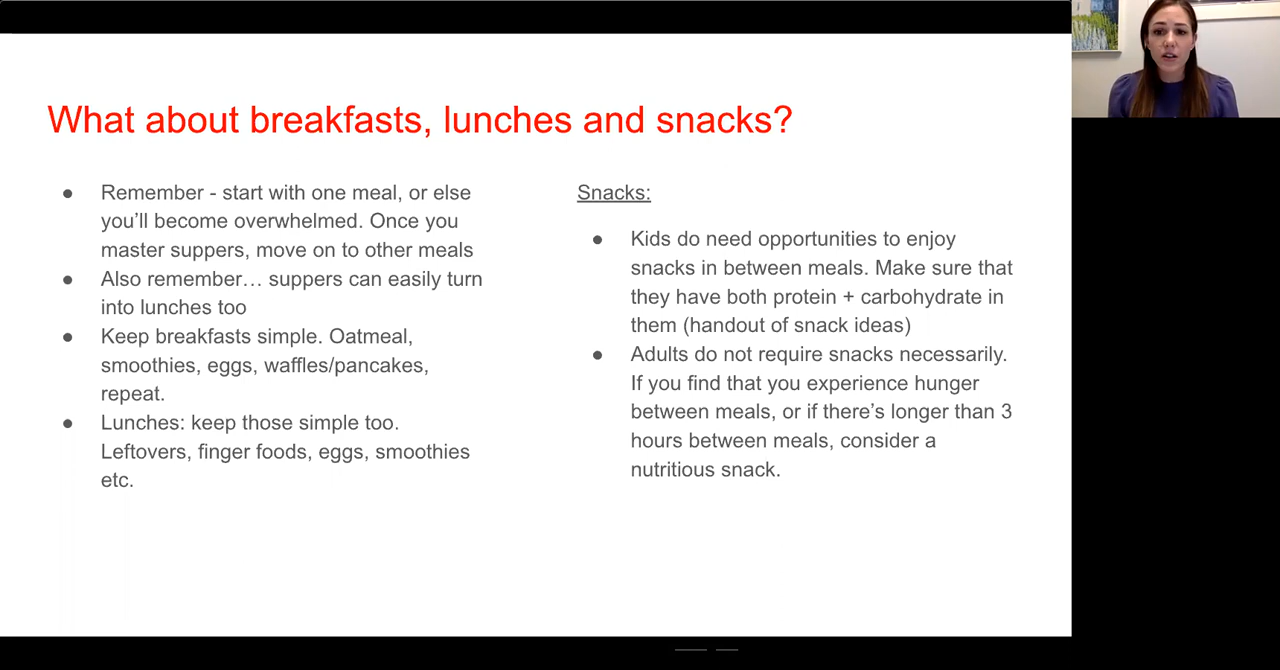 What about breakfasts, lunches and snacks?
● Remember - start with one meal, or else
you’ll become overwhelmed. Once you
master suppers, move on to other meals
● Also remember… suppers can easily turn
into lunches too
● Keep breakfasts simple. Oatmeal,
smoothies, eggs, waffles/pancakes,
repeat.
● Lunches: keep those simple too.
Leftovers, finger foods, eggs, smoothies
etc.
Snacks:
● Kids do need opportunities to enjoy
snacks in between meals. Make sure that
they have both protein + carbohydrate in
them (handout of snack ideas)
● Adults do not require snacks necessarily.
If you find that you experience hunger
between meals, or if there’s longer than 3
hours between meals, consider a
nutritious snack.